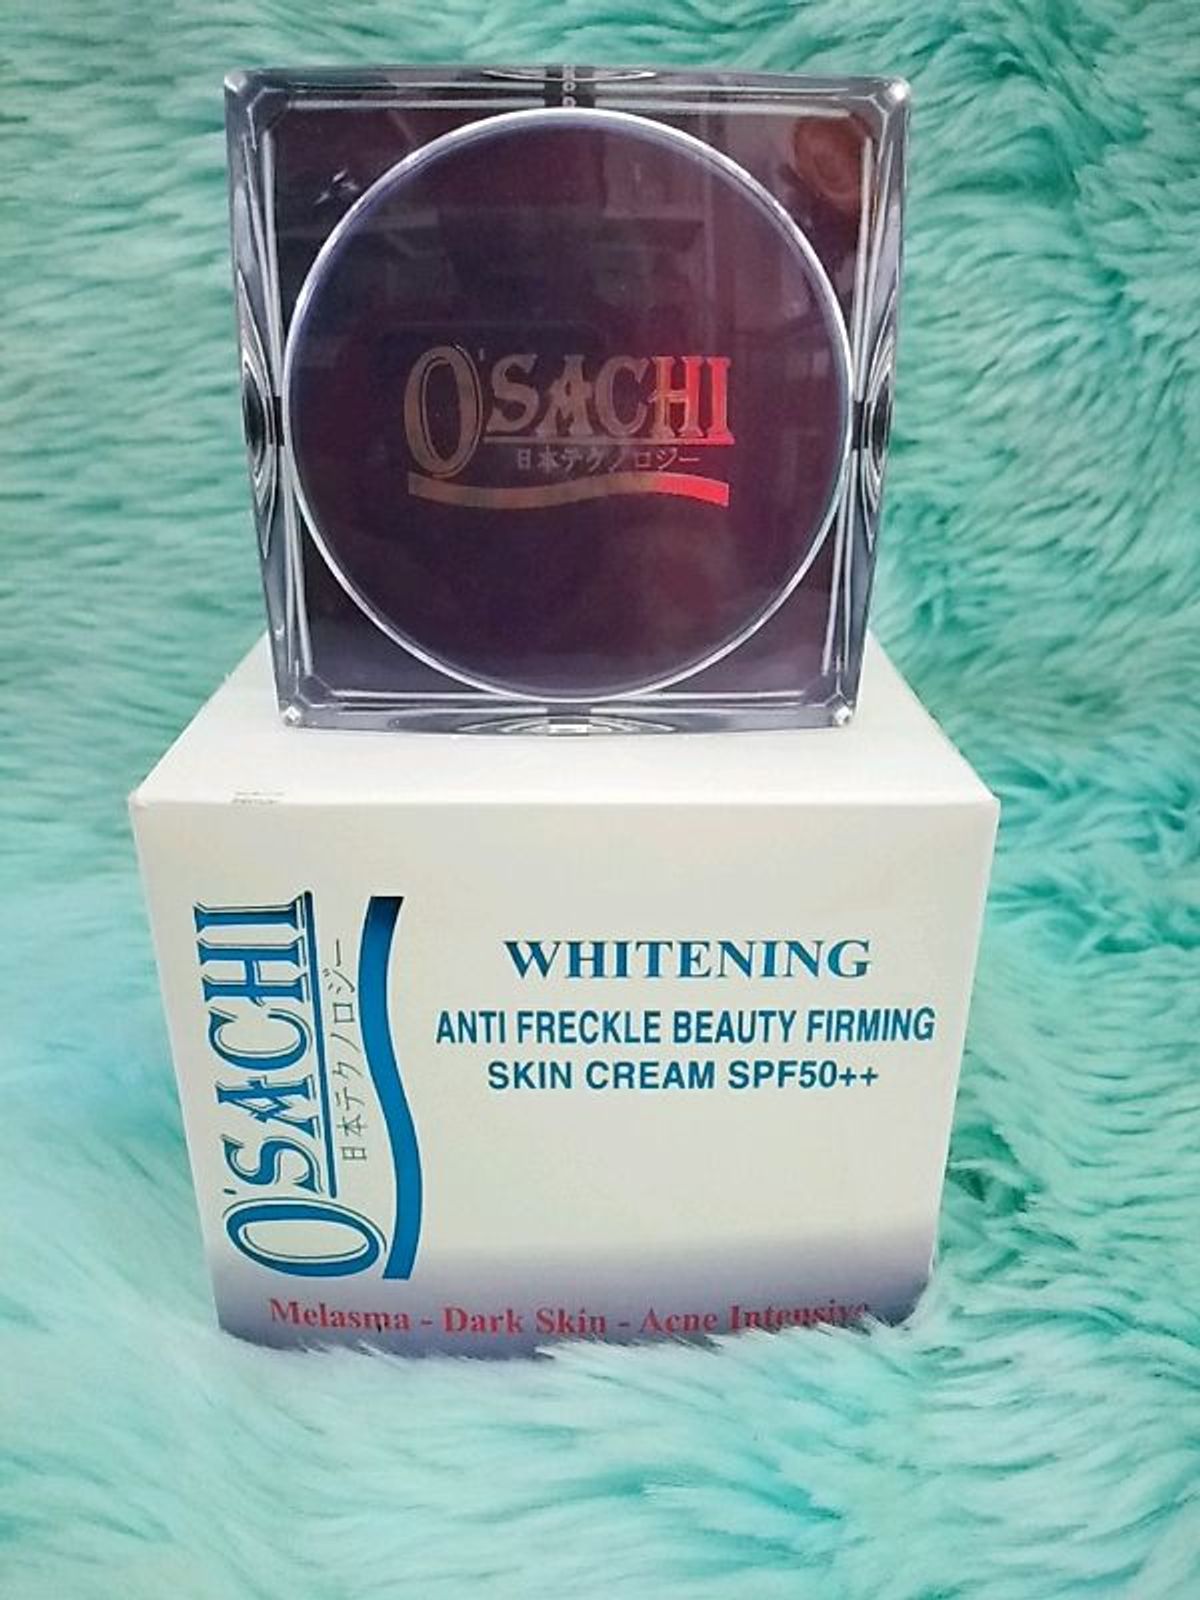 O'SACHI
日本テクノロジー
O'SACHI
日本テクノロジー
WHITENING
ANTI FRECKLE BEAUTY FIRMING
SKIN CREAM SPF50++
Melasma - Dark Skin - Acne Intensive